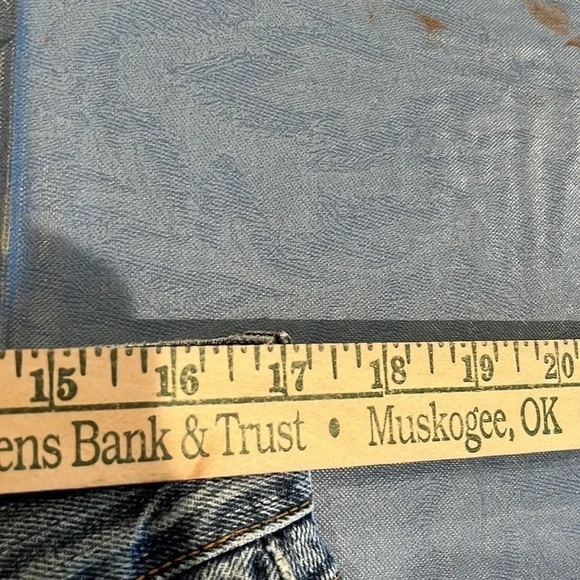 15 16 17 18 19 20
ens Bank & Trust • Muskogee, OK